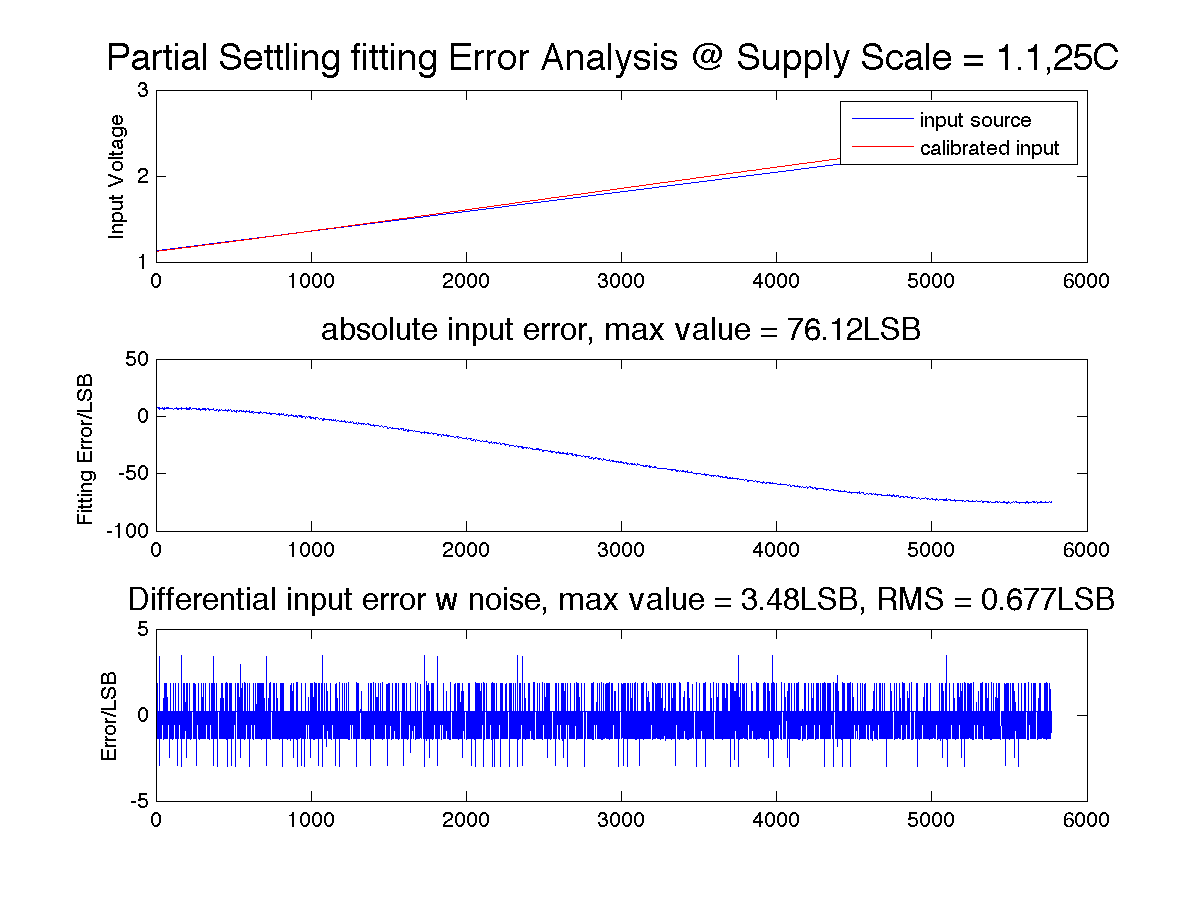 Partial Settling fitting Error Analysis @ Supply Scale = 1.1,25C
3
2
1
Input Voltage
input source
calibrated input
0 1000 2000 3000 4000 5000 6000
absolute input error, max value = 76.12LSB
50
0
-50
-100
Fitting Error/LSB
0 1000 2000 3000 4000 5000 6000
Differential input error w noise, max value = 3.48LSB, RMS = 0.677LSB
5
0
-5
Error/LSB
0 1000 2000 3000 4000 5000 6000